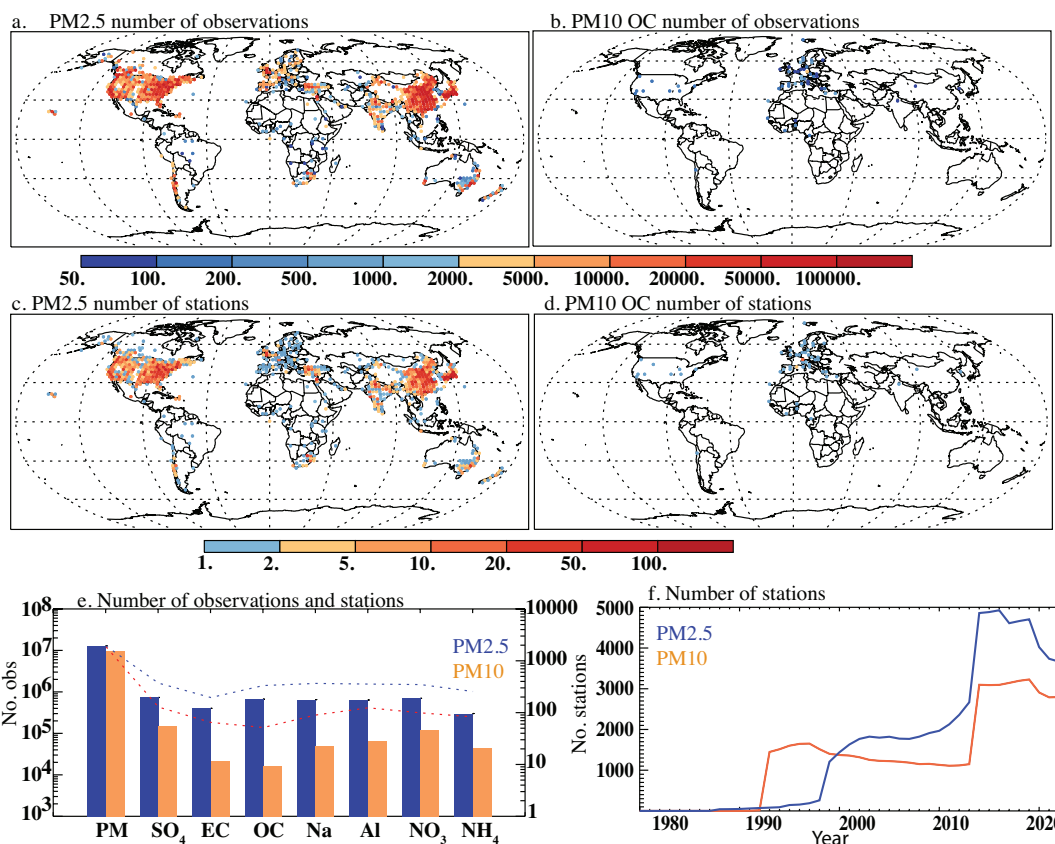 a. PM2.5 number of observations
b. PM10 OC number of observations
50. 100. 200. 500. 1000. 2000. 5000. 10000. 20000. 50000. 100000.
c. PM2.5 number of stations
d. PM10 OC number of stations
1. 2. 5. 10. 20. 50. 100.
e. Number of observations and stations
f. Number of stations
No. obs
10^8
10^7
10^6
10^5
10^4
10^3
PM2.5
PM10
10000
1000
100
10
1
PM SO₄ EC OC Na Al NO₃ NH₄
No. stations
5000
4000
3000
2000
1000
0
PM2.5
PM10
1980 1990 2000 2010 2020
Year